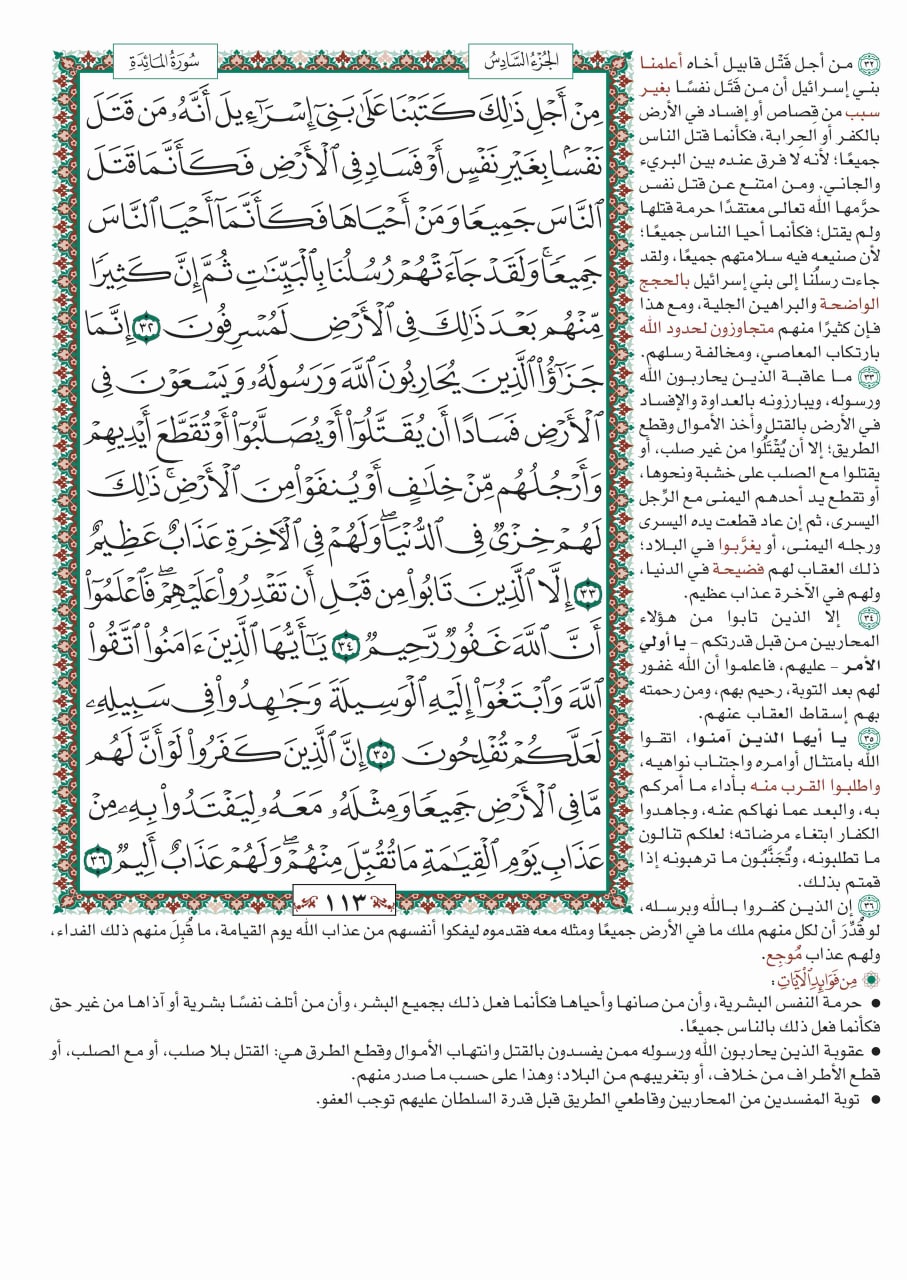 الجُزْءُ السَّادِسُ
سُورَةُ المَائِدَةِ
مِنْ أَجْلِ ذَٰلِكَ كَتَبْنَا عَلَىٰ بَنِيٓ إِسْرَٰٓءِيلَ أَنَّهُۥ مَن قَتَلَ
نَفْسًۢا بِغَيْرِ نَفْسٍ أَوْ فَسَادٖ فِي ٱلْأَرْضِ فَكَأَنَّمَا قَتَلَ
ٱلنَّاسَ جَمِيعٗا وَمَنْ أَحْيَاهَا فَكَأَنَّمَآ أَحْيَا ٱلنَّاسَ
جَمِيعٗاۚ وَلَقَدْ جَآءَتْهُمْ رُسُلُنَا بِٱلْبَيِّنَٰتِ ثُمَّ إِنَّ كَثِيرٗا
مِّنْهُم بَعْدَ ذَٰلِكَ فِي ٱلْأَرْضِ لَمُسْرِفُونَ ٣٢ إِنَّمَا
جَزَٰٓؤُاْ ٱلَّذِينَ يُحَارِبُونَ ٱللَّهَ وَرَسُولَهُۥ وَيَسْعَوْنَ فِي
ٱلْأَرْضِ فَسَادًا أَن يُقَتَّلُوٓاْ أَوْ يُصَلَّبُوٓاْ أَوْ تُقَطَّعَ أَيْدِيهِمْ
وَأَرْجُلُهُم مِّنْ خِلَٰفٍ أَوْ يُنفَوْاْ مِنَ ٱلْأَرْضِۚ ذَٰلِكَ
لَهُمْ خِزْيٞ فِي ٱلدُّنْيَاۖ وَلَهُمْ فِي ٱلْأٓخِرَةِ عَذَابٌ عَظِيمٌ
٣٣ إِلَّا ٱلَّذِينَ تَابُواْ مِن قَبْلِ أَن تَقْدِرُواْ عَلَيْهِمْۖ فَٱعْلَمُوٓاْ
أَنَّ ٱللَّهَ غَفُورٞ رَّحِيمٞ ٣٤ يَٰٓأَيُّهَا ٱلَّذِينَ ءَامَنُواْ ٱتَّقُواْ
ٱللَّهَ وَٱبْتَغُوٓاْ إِلَيْهِ ٱلْوَسِيلَةَ وَجَٰهِدُواْ فِي سَبِيلِهِۦ
لَعَلَّكُمْ تُفْلِحُونَ ٣٥ إِنَّ ٱلَّذِينَ كَفَرُواْ لَوْ أَنَّ لَهُم
مَّا فِي ٱلْأَرْضِ جَمِيعٗا وَمِثْلَهُۥ مَعَهُۥ لِيَفْتَدُواْ بِهِۦ مِنْ
عَذَابِ يَوْمِ ٱلْقِيَٰمَةِ مَا تُقُبِّلَ مِنْهُمْۖ وَلَهُمْ عَذَابٌ أَلِيمٞ ٣٦
١١٣
٣٢ من أجل قَتْل قابيل أخاه أعلمنا
بني إسرائيل أن من قَتَل نفسًا بغير
سبب من قِصاص أو إفساد في الأرض
بالكفر أو الحِرابة، فكأنما قتل الناس
جميعًا؛ لأنه لا فرق عنده بين البريء
والجاني. ومن امتنع عن قتل نفس
حرَّمها الله تعالى معتقدًا حرمة قتلها
ولم يقتل؛ فكأنما أحيا الناس جميعًا؛
لأن صنيعه فيه سلامتهم جميعًا، ولقد
جاءت رسلُنا إلى بني إسرائيل بالحجج
الواضحة والبراهين الجلية، ومع هذا
فإن كثيرًا منهم متجاوزون لحدود الله
بارتكاب المعاصي، ومخالفة رسلهم.
٣٣ ما عاقبة الذين يحاربون الله
ورسوله، ويبارزونه بالعداوة والإفساد
في الأرض بالقتل وأخذ الأموال وقطع
الطريق؛ إلا أن يُقْتَلُوا من غير صلب، أو
يقتلوا مع الصلب على خشبة ونحوها،
أو تقطع يد أحدهم اليمنى مع الرِّجل
اليسرى، ثم إن عاد قطعت يده اليسرى
ورجله اليمنى، أو يغرَّبوا في البلاد؛
ذلك العقاب لهم فضيحة في الدنيا،
ولهم في الآخرة عذاب عظيم.
٣٤ إلا الذين تابوا من هؤلاء
المحاربين من قبل قدرتكم - يا أولي
الأمر - عليهم، فاعلموا أن الله غفور
لهم بعد التوبة، رحيم بهم، ومن رحمته
بهم إسقاط العقاب عنهم.
٣٥ يا أيها الذين آمنوا، اتقوا
الله بامتثال أوامره واجتناب نواهيه،
واطلبوا القرب منه بأداء ما أمركم
به، والبعد عما نهاكم عنه، وجاهدوا
الكفار ابتغاء مرضاته؛ لعلكم تنالون
ما تطلبونه، وتُجَنَّبُون ما ترهبونه إذا
قمتم بذلك.
٣٦ إن الذين كفروا بالله وبرسله،
لو قُدِّرَ أن لكل منهم ملك ما في الأرض جميعًا ومثله معه فقدموه ليفكوا أنفسهم من عذاب الله يوم القيامة، ما قُبِلَ منهم ذلك الفداء،
ولهم عذاب مُوجِع.
مِن فَوَائِدِ الْآيَاتِ:
● حرمة النفس البشرية، وأن من صانها وأحياها فكأنما فعل ذلك بجميع البشر، وأن من أتلف نفسًا بشرية أو آذاها من غير حق
فكأنما فعل ذلك بالناس جميعًا.
● عقوبة الذين يحاربون الله ورسوله ممن يفسدون بالقتل وانتهاب الأموال وقطع الطرق هي: القتل بلا صلب، أو مع الصلب، أو
قطع الأطراف من خلاف، أو بتغريبهم من البلاد؛ وهذا على حسب ما صدر منهم.
● توبة المفسدين من المحاربين وقاطعي الطريق قبل قدرة السلطان عليهم توجب العفو.